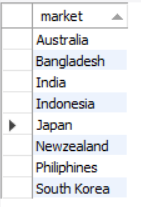 market
Australia
Bangladesh
India
Indonesia
Japan
Newzealand
Philiphines
South Korea